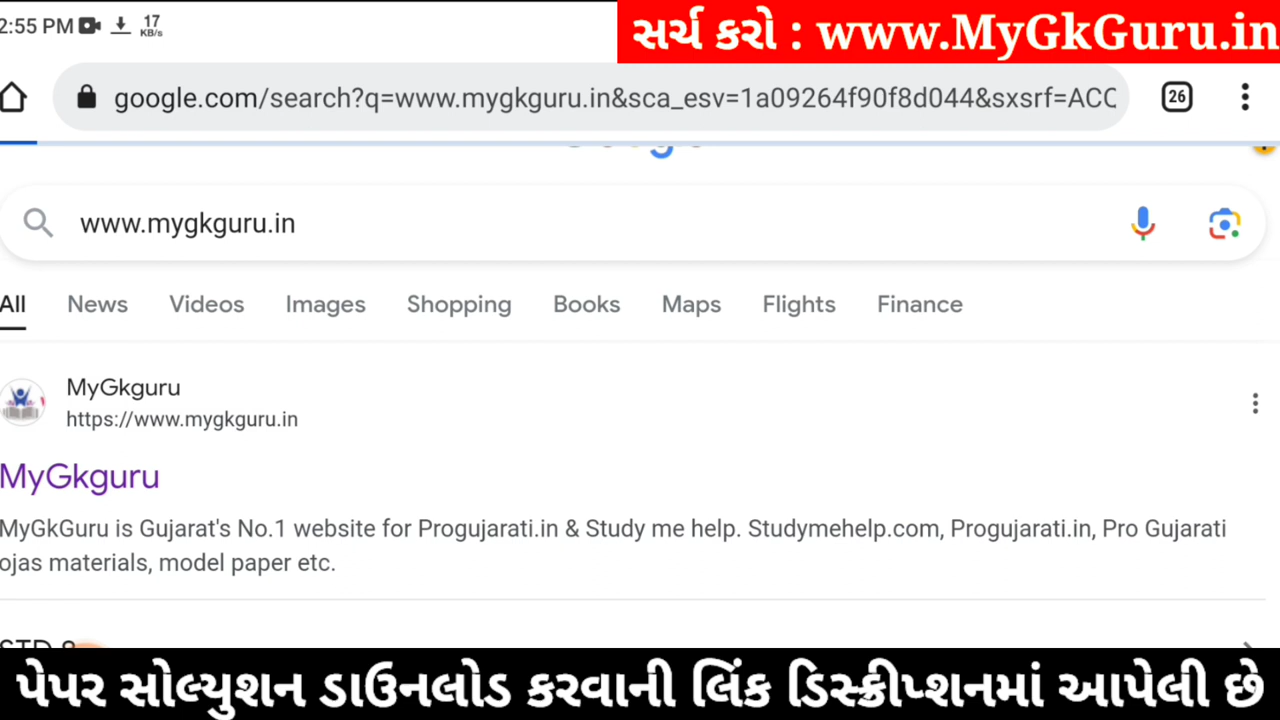 2:55 PM 17 KB/s
સર્ચ કરો : www.MyGkGuru.in
google.com/search?q=www.mygkguru.in&sca_esv=1a09264f90f8d044&sxsrf=ACC
26
www.mygkguru.in
All News Videos Images Shopping Books Maps Flights Finance
MyGkguru
https://www.mygkguru.in
MyGkguru
MyGkGuru is Gujarat's No.1 website for Progujarati.in & Study me help. Studymehelp.com, Progujarati.in, Pro Gujarati
ojas materials, model paper etc.
STD 8
પેપર સોલ્યુશન ડાઉનલોડ કરવાની લિંક ડિસ્ક્રીપ્શનમાં આપેલી છે